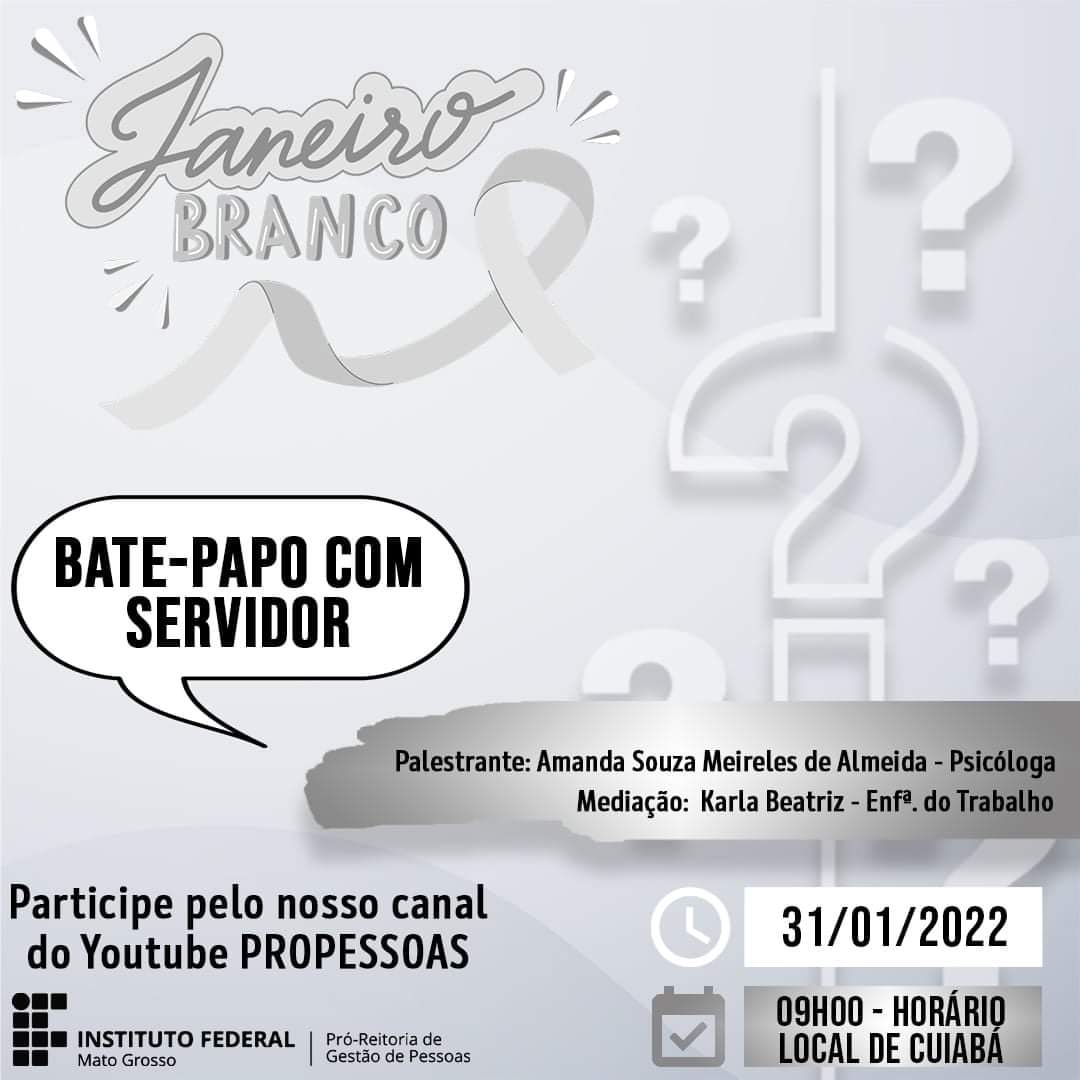 Janeiro
BRANCO
BATE-PAPO COM
SERVIDOR
Palestrante: Amanda Souza Meireles de Almeida - Psicóloga
Mediação: Karla Beatriz - Enfª. do Trabalho
Participe pelo nosso canal
do Youtube PROPESSOAS
31/01/2022
09H00 - HORÁRIO
LOCAL DE CUIABÁ
INSTITUTO FEDERAL
Mato Grosso
Pró-Reitoria de
Gestão de Pessoas